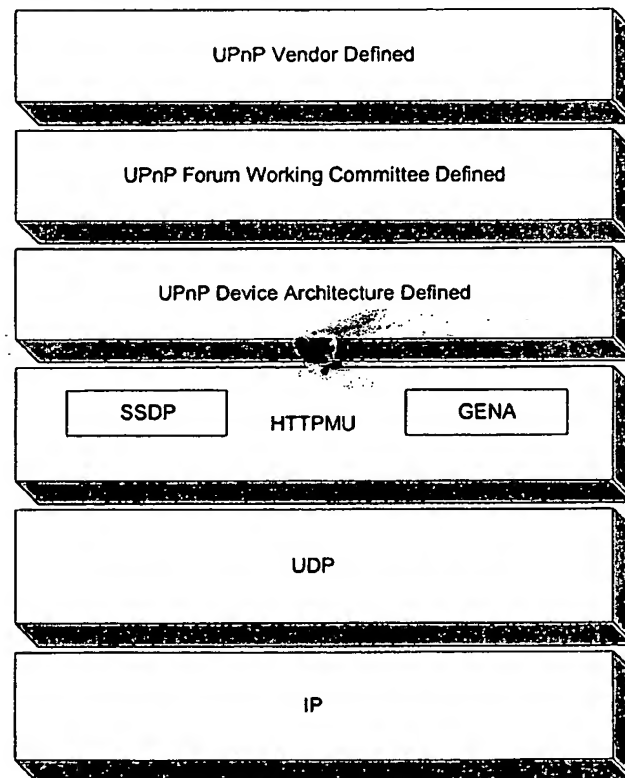 UPnP Vendor Defined
UPnP Forum Working Committee Defined
UPnP Device Architecture Defined
SSDP
HTTPMU
GENA
UDP
IP